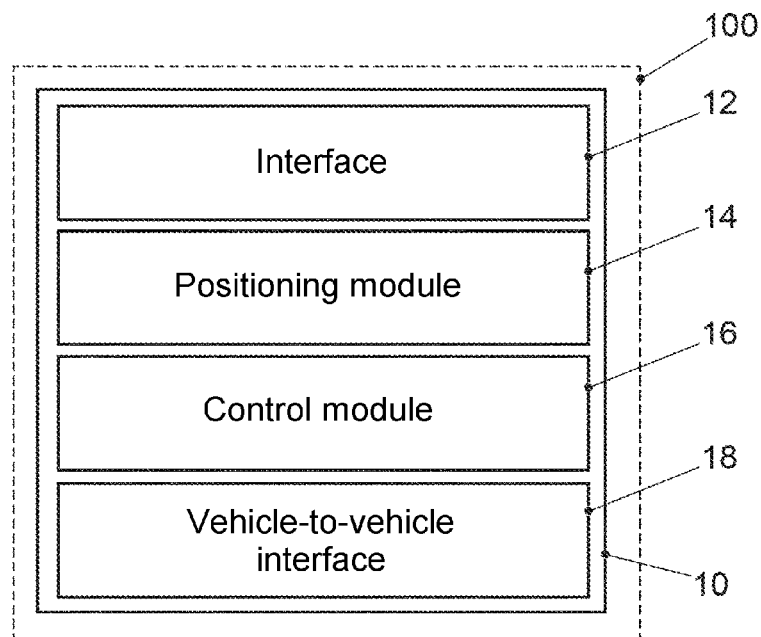 100
Interface
12
Positioning module
14
Control module
16
Vehicle-to-vehicle
interface
18
10